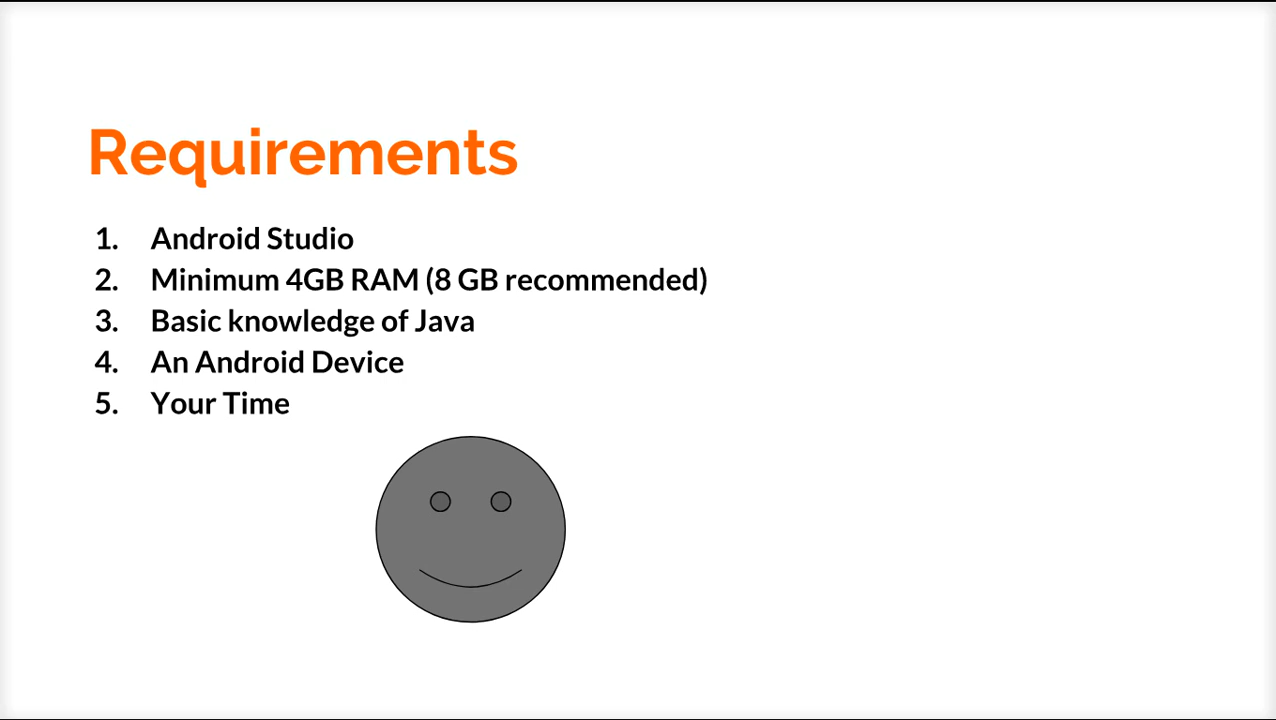 Requirements
1. Android Studio
2. Minimum 4GB RAM (8 GB recommended)
3. Basic knowledge of Java
4. An Android Device
5. Your Time